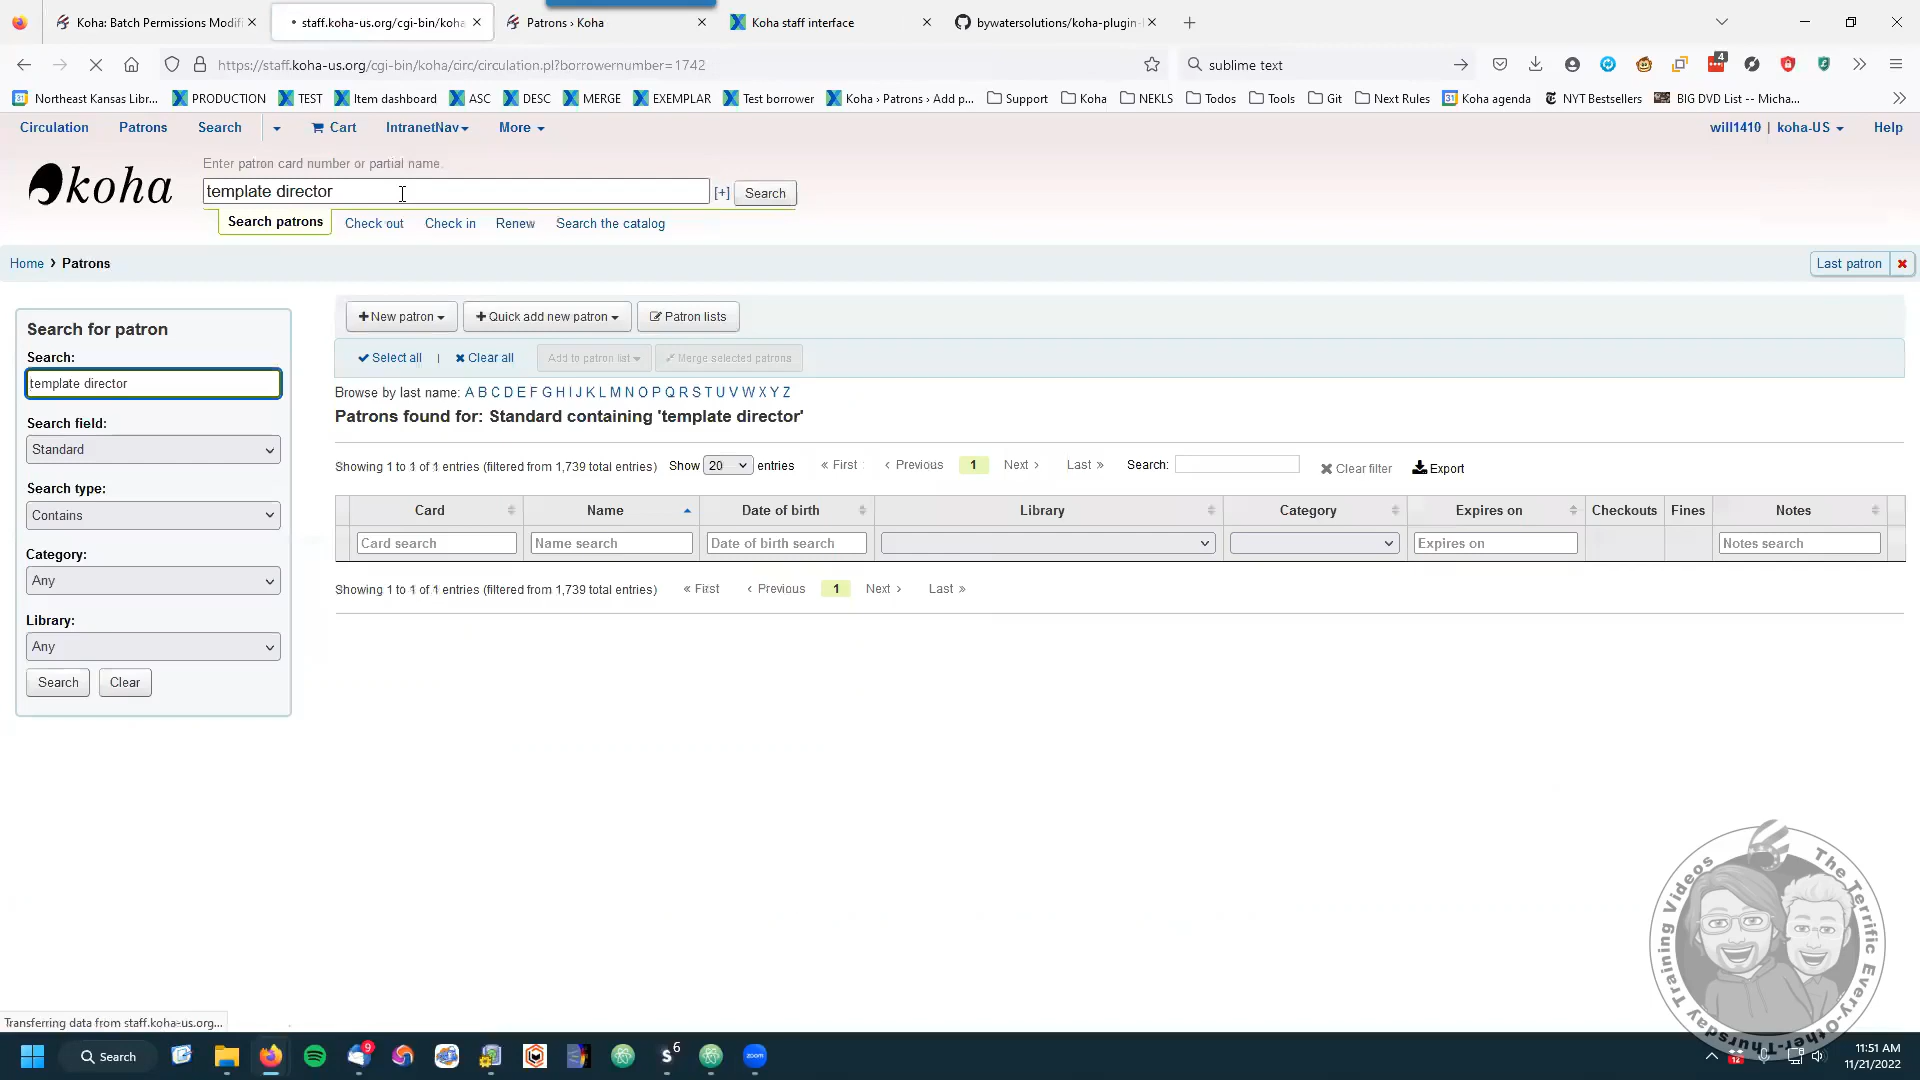 Koha: Batch Permissions Modifi
staff.koha-us.org/cgi-bin/koha
Patrons › Koha
Koha staff interface
bywatersolutions/koha-plugin-
https://staff.koha-us.org/cgi-bin/koha/circ/circulation.pl?borrowernumber=1742
sublime text
4
Northeast Kansas Libr...
PRODUCTION
TEST
Item dashboard
ASC
DESC
MERGE
EXEMPLAR
Test borrower
Koha › Patrons › Add p...
Support
Koha
NEKLS
Todos
Tools
Git
Next Rules
Koha agenda
NYT Bestsellers
BIG DVD List -- Micha...
Circulation
Patrons
Search
Cart
IntranetNav
More
will1410 | koha-US
Help
koha
Enter patron card number or partial name.
template director
[+]
Search
Search patrons
Check out
Check in
Renew
Search the catalog
Home › Patrons
Last patron
Search for patron
Search:
template director
Search field:
Standard
Search type:
Contains
Category:
Any
Library:
Any
Search
Clear
+ New patron
+ Quick add new patron
Patron lists
Select all | Clear all
Add to patron list
Merge selected patrons
Browse by last name: A B C D E F G H I J K L M N O P Q R S T U V W X Y Z
Patrons found for: Standard containing 'template director'
Showing 1 to 1 of 1 entries (filtered from 1,739 total entries)
Show 20 entries
« First
‹ Previous
1
Next ›
Last »
Search:
Clear filter
Export
Card
Name
Date of birth
Library
Category
Expires on
Checkouts
Fines
Notes
Card search
Name search
Date of birth search
Expires on
Notes search
Showing 1 to 1 of 1 entries (filtered from 1,739 total entries)
« First
‹ Previous
1
Next ›
Last »
The Terrific Every-Other-Thursday Training Videos
Transferring data from staff.koha-us.org...
Search
9
6
zoom
12
11:51 AM
11/21/2022